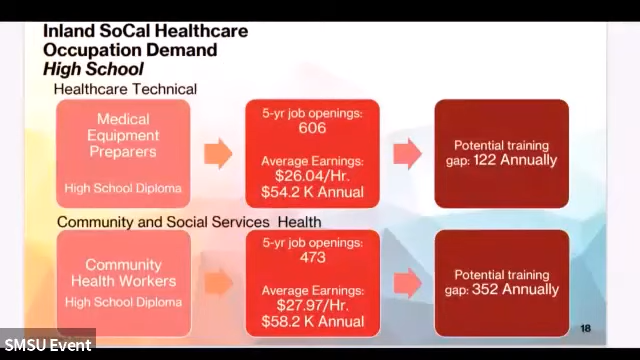 Inland SoCal Healthcare
Occupation Demand
High School
Healthcare Technical
Medical
Equipment
Preparers
High School Diploma
5-yr job openings:
606
Average Earnings:
$26.04/Hr.
$54.2 K Annual
Potential training
gap: 122 Annually
Community and Social Services Health
Community
Health Workers
High School Diploma
5-yr job openings:
473
Average Earnings:
$27.97/Hr.
$58.2 K Annual
Potential training
gap: 352 Annually
18
SMSU Event